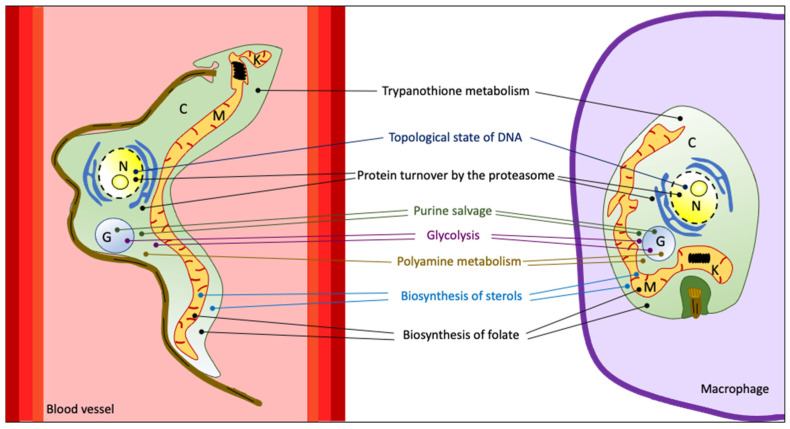 K
Trypanothione metabolism
C
M
C
Topological state of DNA
N
Protein turnover by the proteasome
N
Purine salvage
G
Glycolysis
G
Polyamine metabolism
K
M
Biosynthesis of sterols
Biosynthesis of folate
Blood vessel
Macrophage